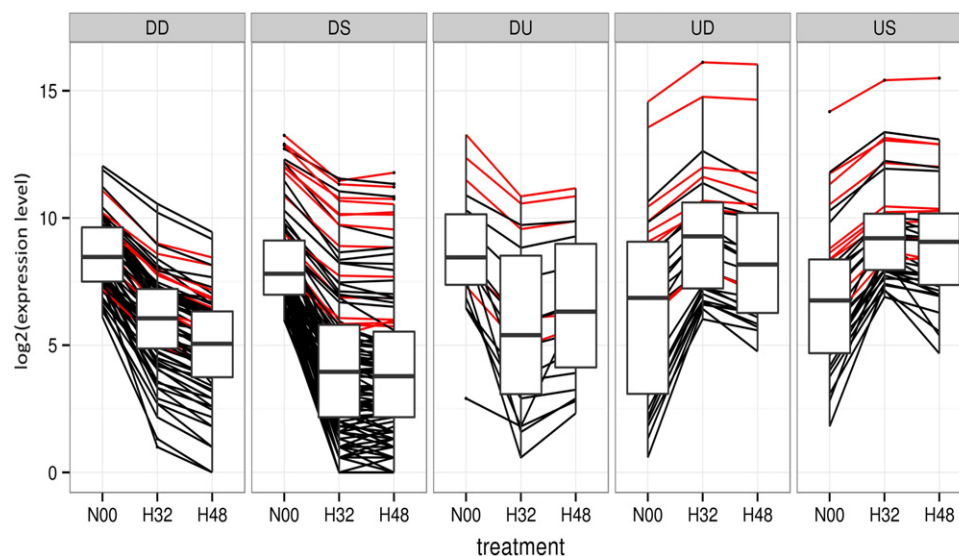 DD DS DU UD US
log2(expression level)
15
10
5
0
N00 H32 H48 N00 H32 H48 N00 H32 H48 N00 H32 H48 N00 H32 H48
treatment